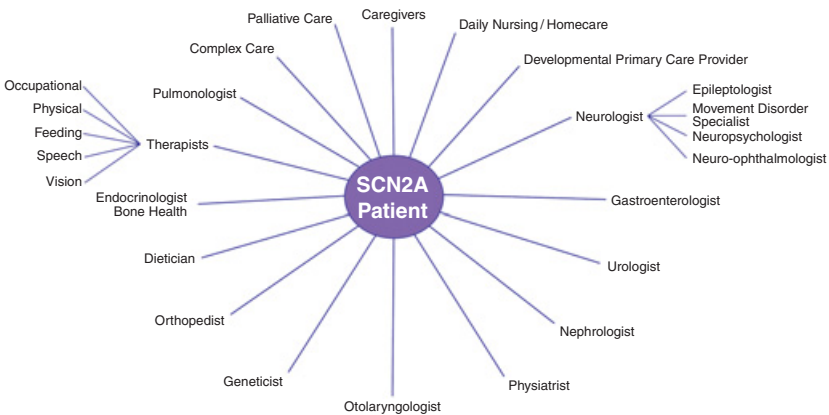 Caregivers
Palliative Care
Daily Nursing / Homecare
Complex Care
Developmental Primary Care Provider
Occupational
Physical
Feeding
Speech
Vision
Pulmonologist
Therapists
Neurologist
Epileptologist
Movement Disorder
Specialist
Neuropsychologist
Neuro-ophthalmologist
SCN2A
Patient
Endocrinologist
Bone Health
Gastroenterologist
Dietician
Urologist
Orthopedist
Nephrologist
Geneticist
Physiatrist
Otolaryngologist